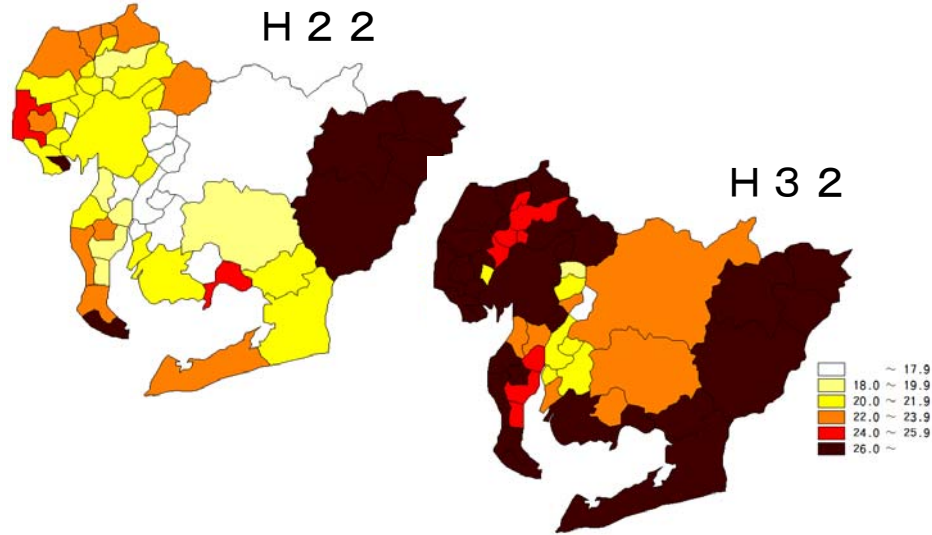 Ｈ２２
Ｈ３２
～ 17.9
18.0 ～ 19.9
20.0 ～ 21.9
22.0 ～ 23.9
24.0 ～ 25.9
26.0 ～